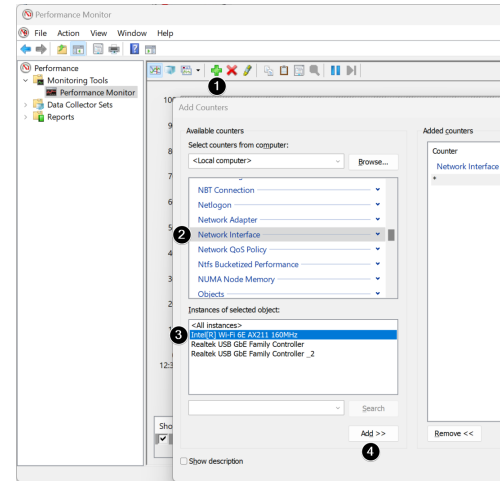 Performance Monitor
File Action View Window Help
Performance
Monitoring Tools
Performance Monitor
Data Collector Sets
Reports
1
Add Counters
Available counters
Select counters from computer:
<Local computer>
Browse...
NBT Connection
Netlogon
Network Adapter
2
Network Interface
Network QoS Policy
Ntfs Bucketized Performance
NUMA Node Memory
Objects
Instances of selected object:
<All instances>
3
Intel[R] Wi-Fi 6E AX211 160MHz
Realtek USB GbE Family Controller
Realtek USB GbE Family Controller _2
Search
Add >>
4
Show description
Added counters
Counter
Network Interface
*
Remove <<
12:3
Sho